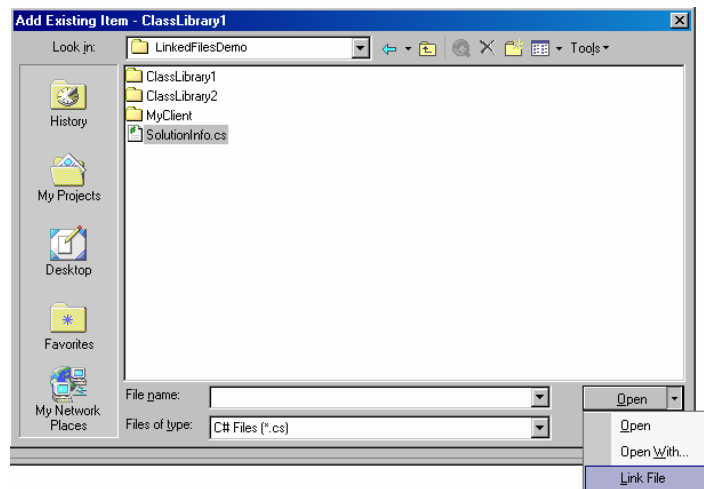 Add Existing Item - ClassLibrary1
Look in:
LinkedFilesDemo
Tools
History
My Projects
Desktop
Favorites
My Network
Places
ClassLibrary1
ClassLibrary2
MyClient
SolutionInfo.cs
File name:
Open
Files of type:
C# Files (*.cs)
Open
Open With...
Link File